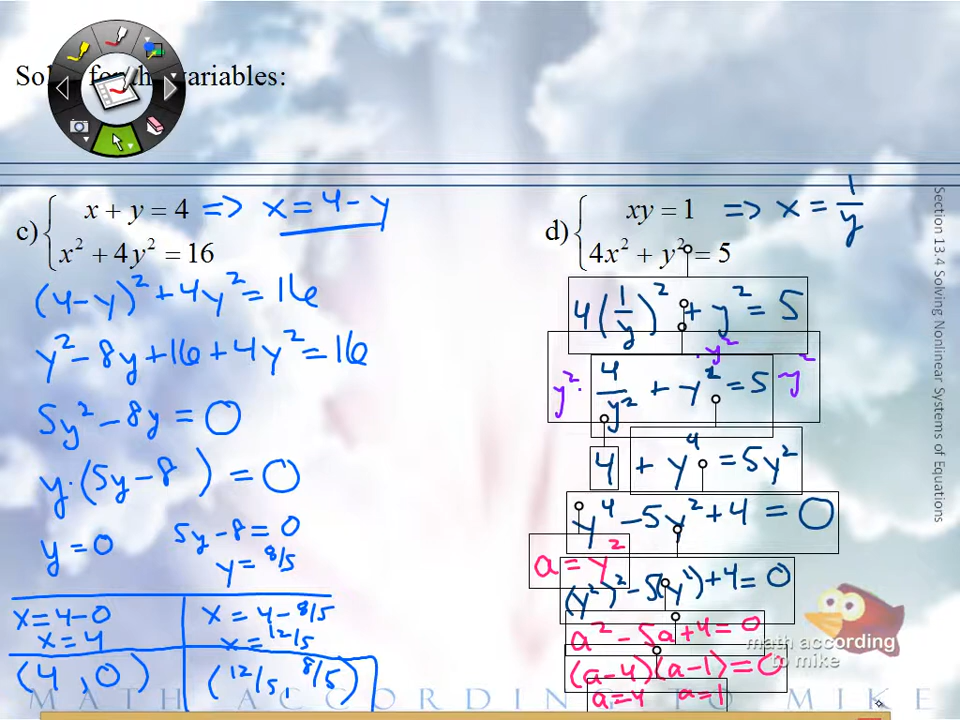 variables:
c) { x + y = 4 => x = 4 - y
x² + 4y² = 16
(4-y)² + 4y² = 16
y² - 8y + 16 + 4y² = 16
5y² - 8y = 0
y·(5y-8) = 0
y = 0 5y-8 = 0
y = 8/5
x = 4-0 x = 4 - 8/5
x = 4 x = 12/5
(4, 0) (12/5, 8/5)
d) { xy = 1 => x = 1/y
4x² + y² = 5
4(1/y)² + y² = 5
y²· 4/y² + y² ·y² = 5 y²
4 + y⁴ = 5y²
y⁴ - 5y² + 4 = 0
a = y²
(y²)² - 5(y²) + 4 = 0
a² - 5a + 4 = 0
(a-4)(a-1) = 0
a = 4 a = 1
Section 13.4 Solving Nonlinear Systems of Equations
math according
to mike
MATH ACCORDING TO MIKE